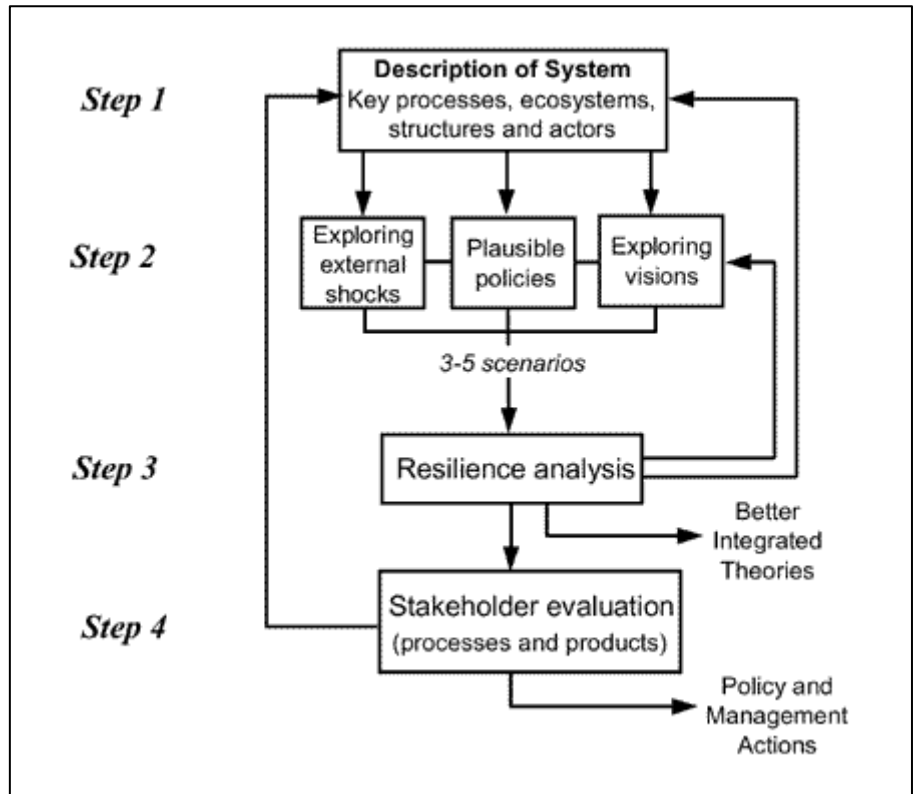 Step 1
Description of System
Key processes, ecosystems,
structures and actors
Step 2
Exploring
external
shocks
Plausible
policies
Exploring
visions
3-5 scenarios
Step 3
Resilience analysis
Better
Integrated
Theories
Step 4
Stakeholder evaluation
(processes and products)
Policy and
Management
Actions